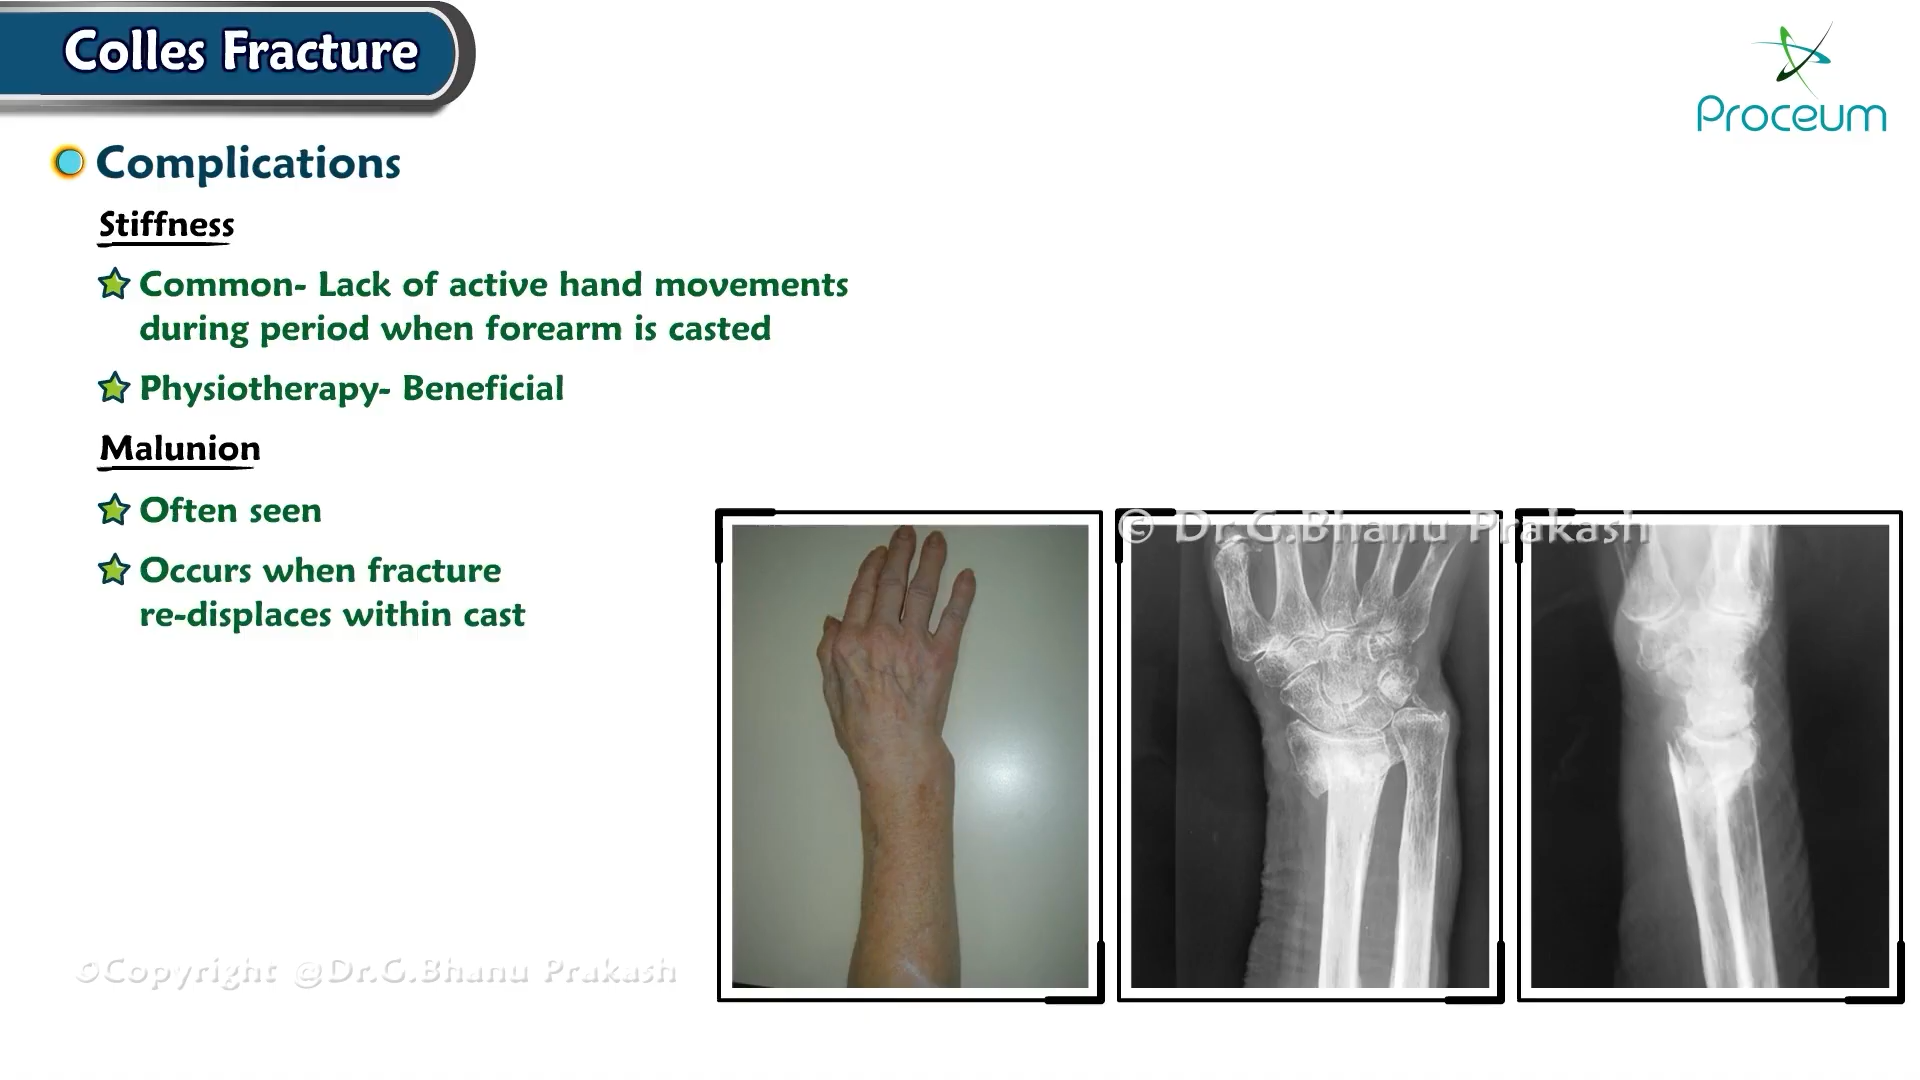 Colles Fracture
Proceum
Complications
Stiffness
Common- Lack of active hand movements
during period when forearm is casted
Physiotherapy- Beneficial
Malunion
Often seen
Occurs when fracture
re-displaces within cast
© Dr.G.Bhanu Prakash
©Copyright @Dr.G.Bhanu Prakash